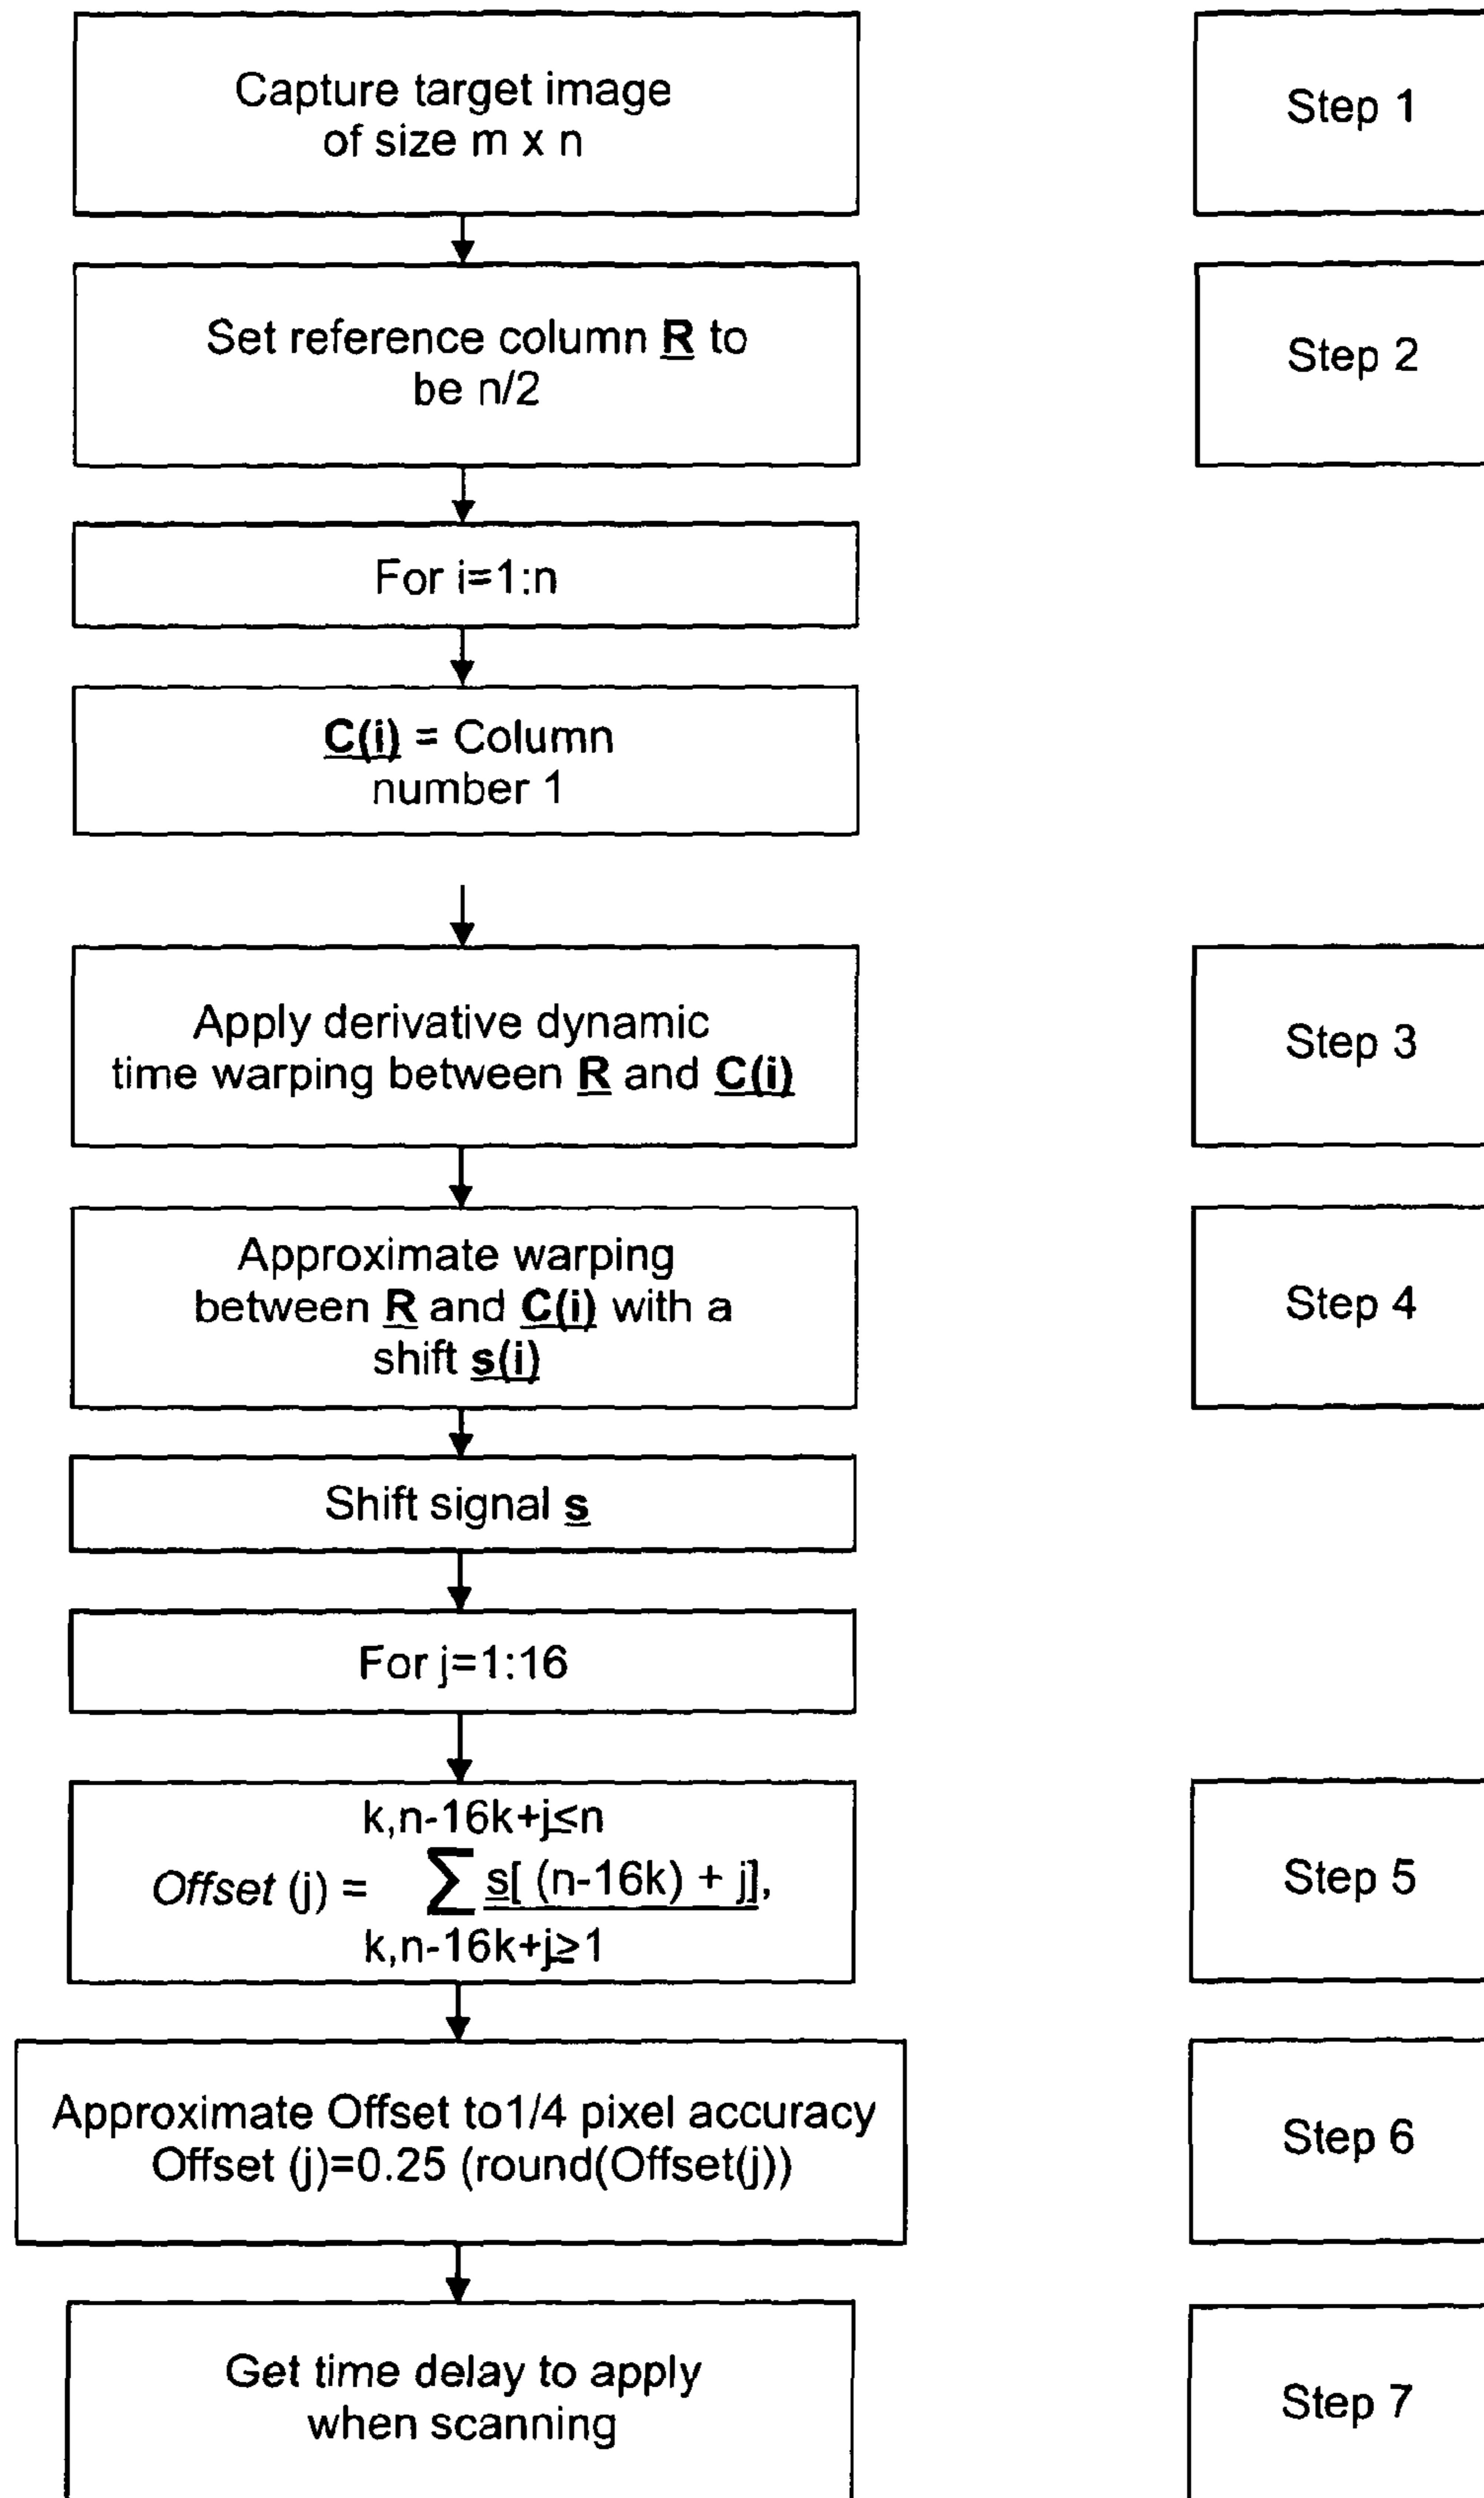 Capture target image
of size m x n
Step 1
Set reference column R to
be n/2
Step 2
For i=1:n
C(i) = Column
number 1
Apply derivative dynamic
time warping between R and C(i)
Step 3
Approximate warping
between R and C(i) with a
shift s(i)
Step 4
Shift signal s
For j=1:16
k,n-16k+j≤n
Offset (j) = ∑ s[ (n-16k) + j],
k,n-16k+j≥1
Step 5
Approximate Offset to1/4 pixel accuracy
Offset (j)=0.25 (round(Offset(j))
Step 6
Get time delay to apply
when scanning
Step 7